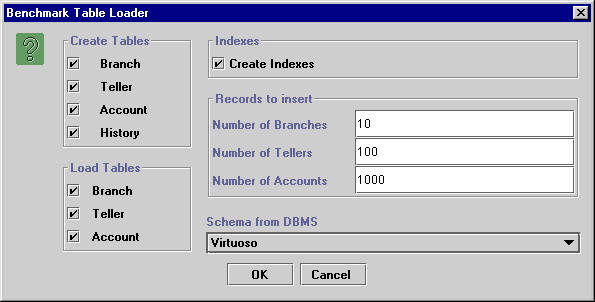 Benchmark Table Loader
Create Tables
Branch
Teller
Account
History
Load Tables
Branch
Teller
Account
Indexes
Create Indexes
Records to insert
Number of Branches 10
Number of Tellers 100
Number of Accounts 1000
Schema from DBMS
Virtuoso
OK Cancel